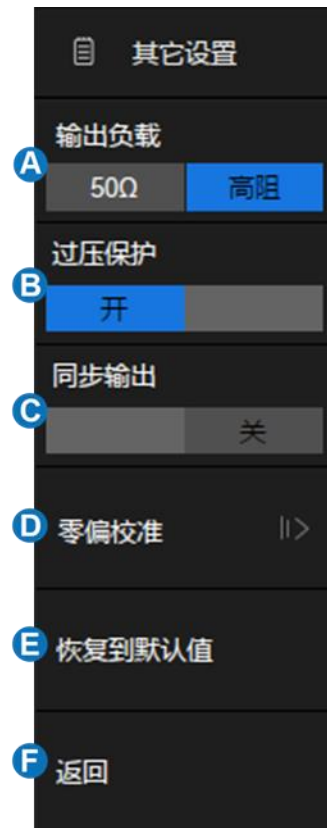 其它设置
输出负载
A
50Ω 高阻
过压保护
B
开
同步输出
C
关
D 零偏校准
E 恢复到默认值
F 返回